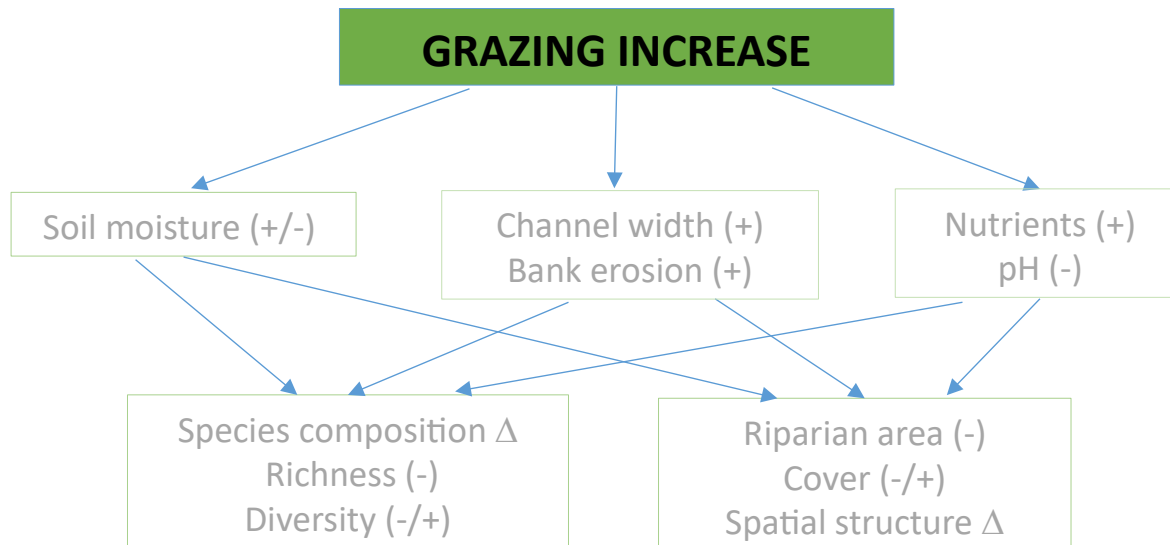 GRAZING INCREASE
Soil moisture (+/-)
Channel width (+)
Bank erosion (+)
Nutrients (+)
pH (-)
Species composition Δ
Richness (-)
Diversity (-/+)
Riparian area (-)
Cover (-/+)
Spatial structure Δ